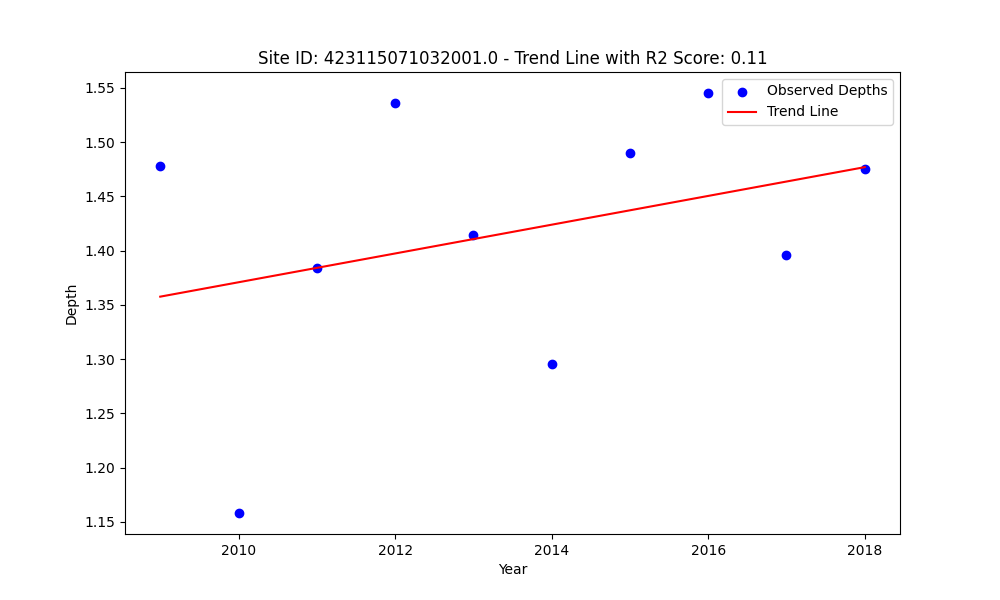 Site ID: 423115071032001.0 - Trend Line with R2 Score: 0.11
Observed Depths
Trend Line
1.55
1.50
1.45
1.40
1.35
1.30
1.25
1.20
1.15
Depth
2010
2012
2014
2016
2018
Year